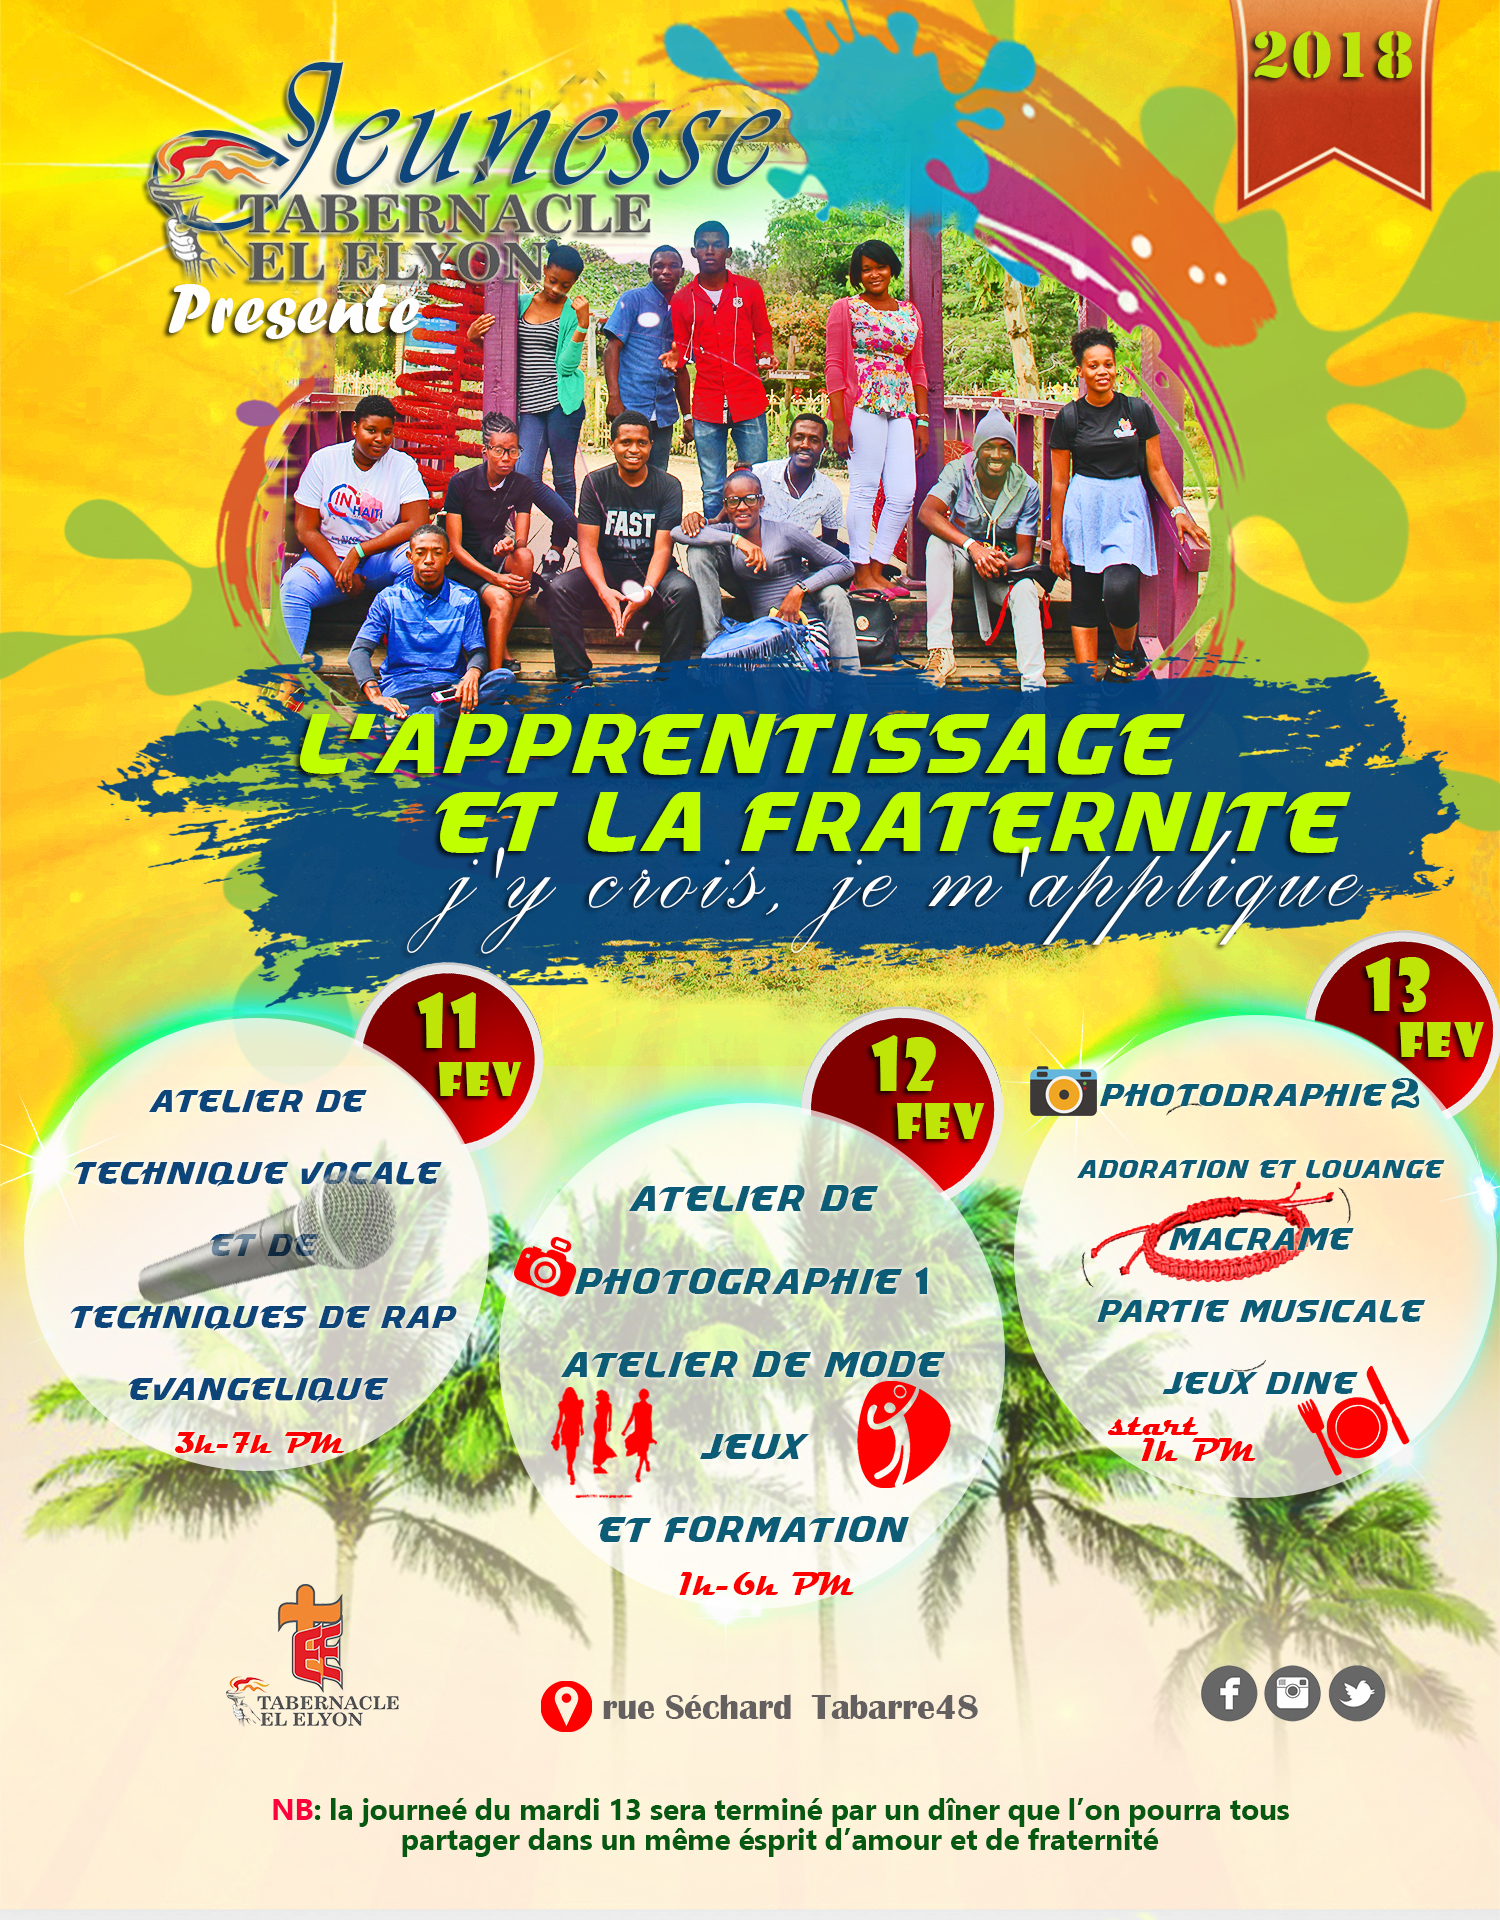 2018
Jeunesse
TABERNACLE
EL ELYON
Presente
IN
HAITI
FAST
L'APPRENTISSAGE
ET LA FRATERNITE
j'y crois, je m'applique
11
FEV
ATELIER DE
TECHNIQUE VOCALE
ET DE
TECHNIQUES DE RAP
EVANGELIQUE
3h-7h PM
12
FEV
ATELIER DE
PHOTOGRAPHIE 1
ATELIER DE MODE
JEUX
ET FORMATION
1h-6h PM
13
FEV
PHOTODRAPHIE 2
ADORATION ET LOUANGE
MACRAME
PARTIE MUSICALE
JEUX DINE
start
1h PM
TABERNACLE
EL ELYON
rue Séchard Tabarre48
NB: la journeé du mardi 13 sera terminé par un dîner que l'on pourra tous
partager dans un même ésprit d'amour et de fraternité